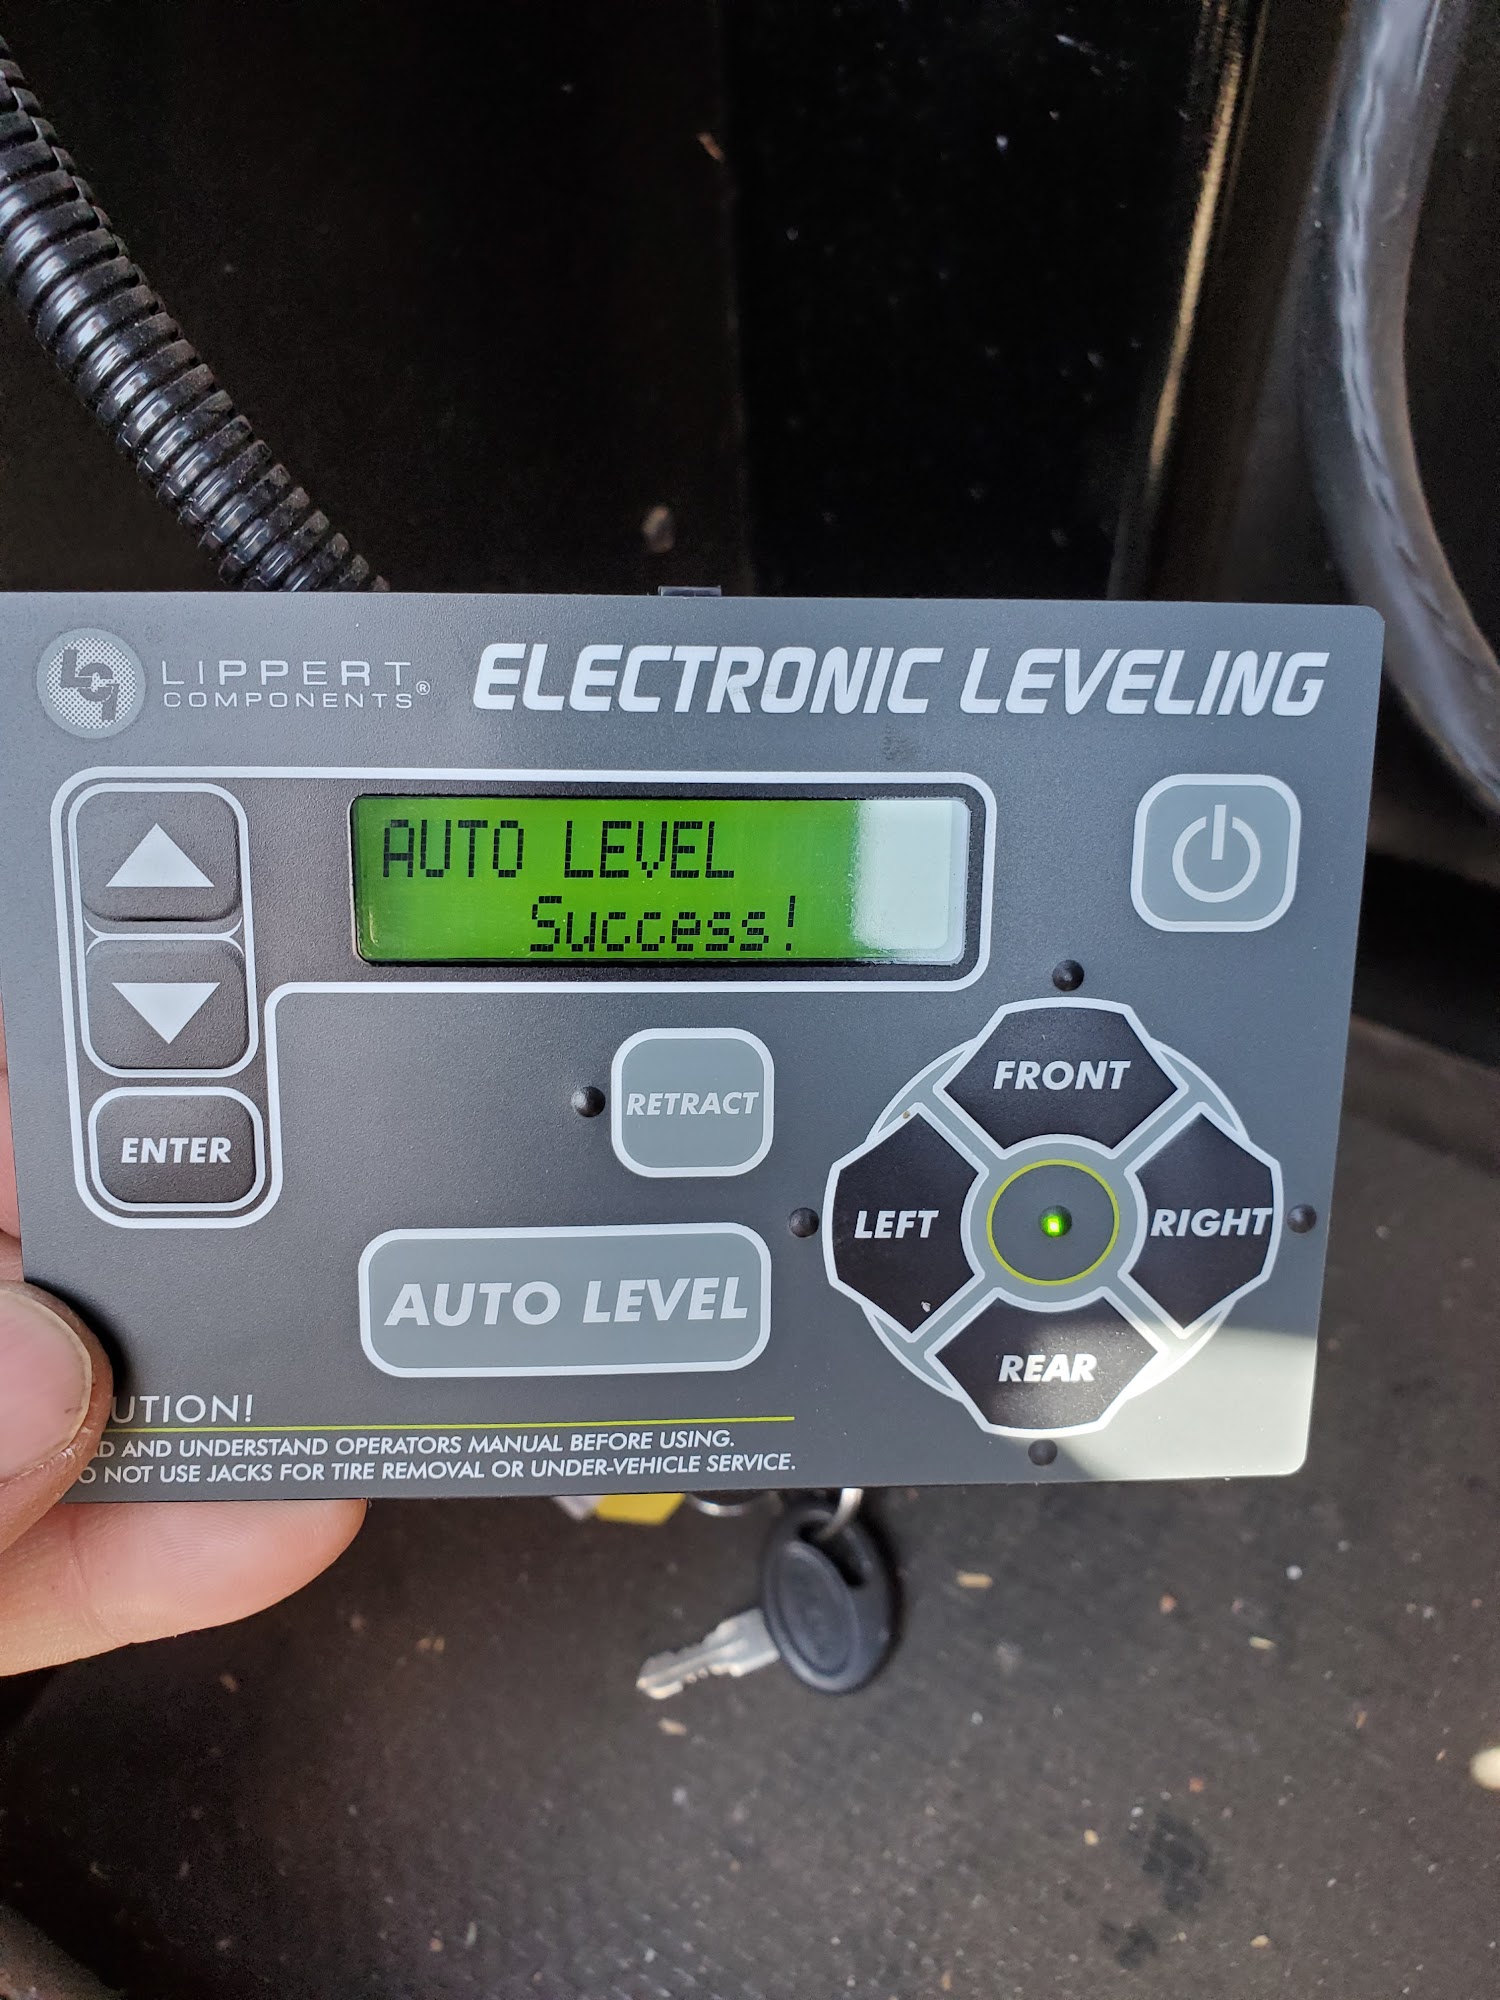 LCI
LIPPERT
COMPONENTS®
ELECTRONIC LEVELING
AUTO LEVEL
Success!
ENTER
RETRACT
AUTO LEVEL
FRONT
LEFT
RIGHT
REAR
UTION!
AND UNDERSTAND OPERATORS MANUAL BEFORE USING.
NOT USE JACKS FOR TIRE REMOVAL OR UNDER-VEHICLE SERVICE.